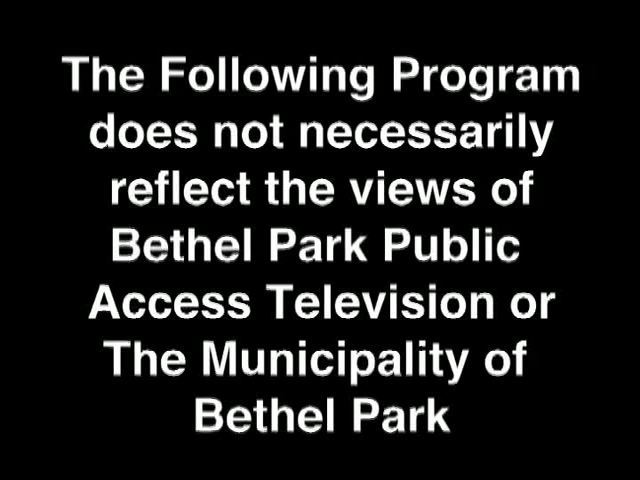 The Following Program
does not necessarily
reflect the views of
Bethel Park Public
Access Television or
The Municipality of
Bethel Park